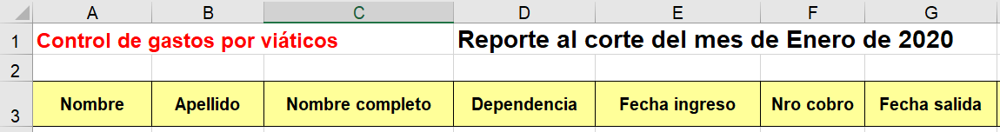 A B C D E F G
1 Control de gastos por viáticos Reporte al corte del mes de Enero de 2020
2
3 Nombre Apellido Nombre completo Dependencia Fecha ingreso Nro cobro Fecha salida